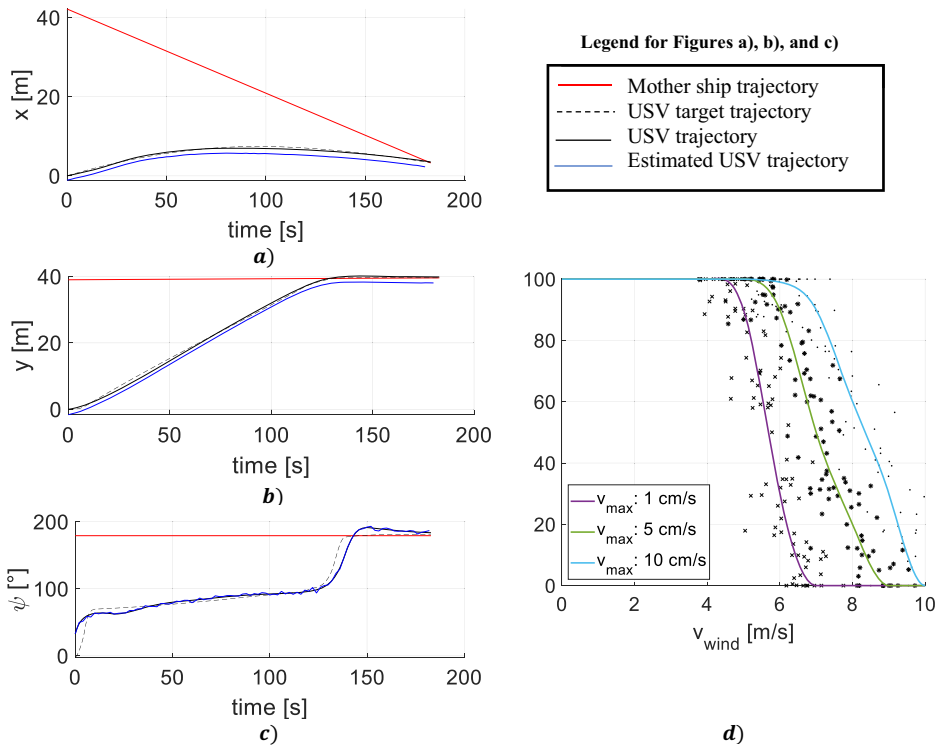 40
20
0
x [m]
0
50
100
150
200
time [s]
a)
Legend for Figures a), b), and c)
Mother ship trajectory
USV target trajectory
USV trajectory
Estimated USV trajectory
40
20
0
y [m]
0
50
100
150
200
time [s]
b)
200
100
0
ψ [°]
0
50
100
150
200
time [s]
c)
100
80
60
40
20
0
v_max: 1 cm/s
v_max: 5 cm/s
v_max: 10 cm/s
0
2
4
6
8
10
v_wind [m/s]
d)